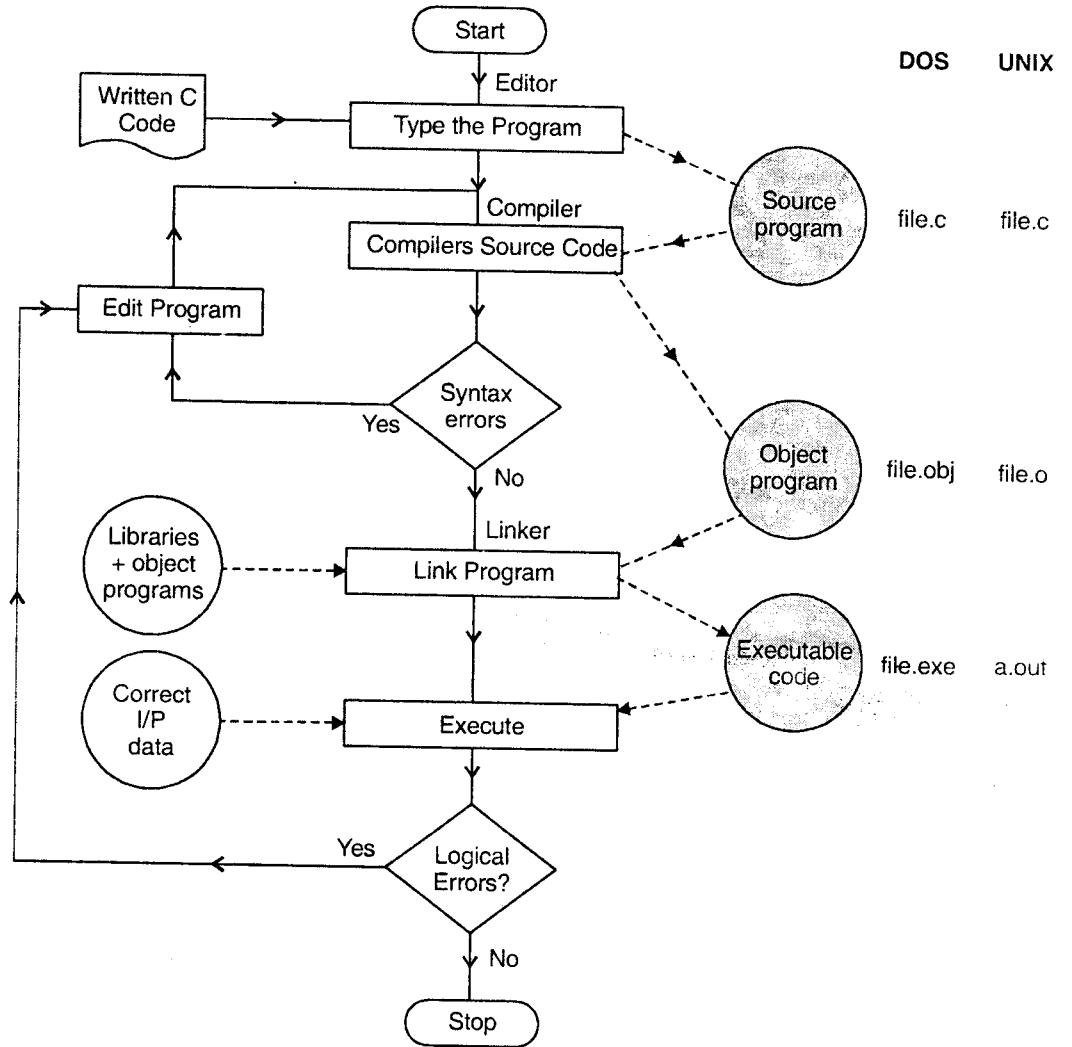 Start
DOS
UNIX
Editor
Written C
Code
Type the Program
Source
program
file.c
file.c
Compiler
Compilers Source Code
Edit Program
Syntax
errors
Yes
No
Object
program
file.obj
file.o
Linker
Libraries
+ object
programs
Link Program
Executable
code
file.exe
a.out
Correct
I/P
data
Execute
Yes
Logical
Errors?
No
Stop